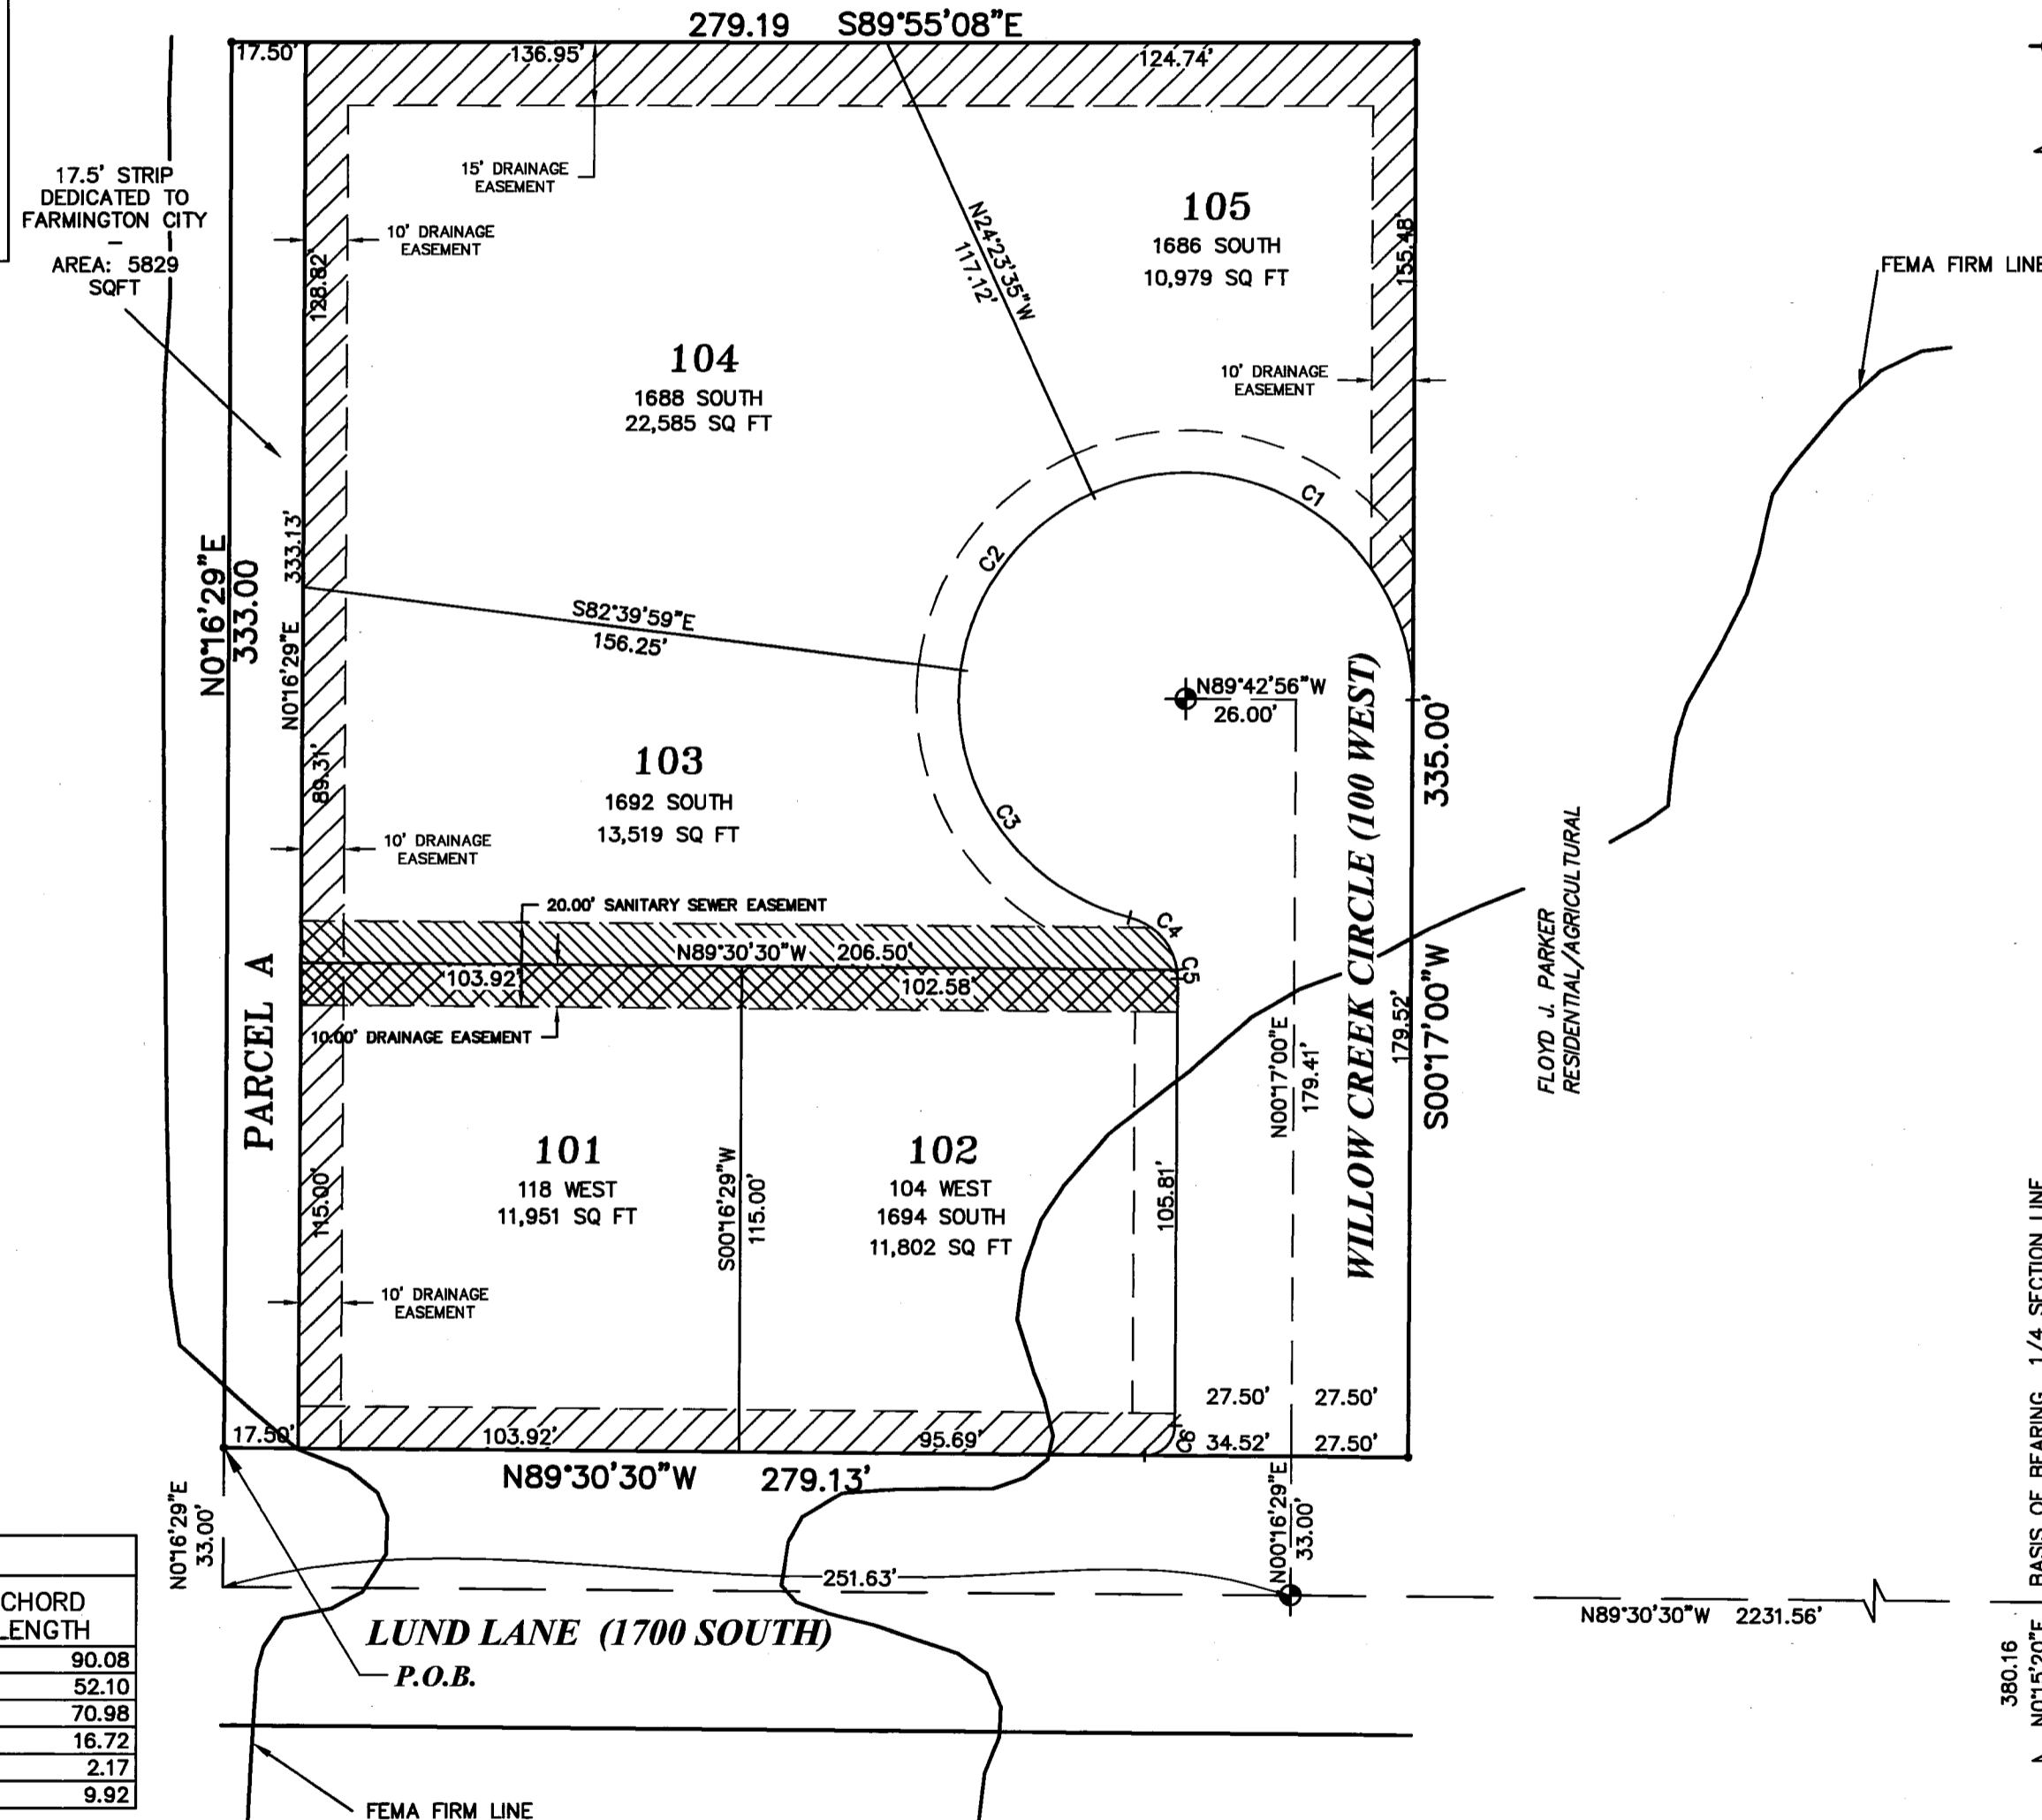 279.19 S89°55'08"E
17.50'
136.95'
124.74'
17.5' STRIP
DEDICATED TO
FARMINGTON CITY
–
AREA: 5829
SQFT
15' DRAINAGE
EASEMENT
10' DRAINAGE
EASEMENT
128.82'
N24°23'35"W
117.12'
105
1686 SOUTH
10,979 SQ FT
155.48'
FEMA FIRM LINE
104
1688 SOUTH
22,585 SQ FT
10' DRAINAGE
EASEMENT
C1
C2
N0°16'29"E
333.00
N0°16'29"E 333.13'
S82°39'59"E
156.25'
N89°42'56"W
26.00'
WILLOW CREEK CIRCLE (100 WEST)
335.00'
S00°17'00"W
89.31'
103
1692 SOUTH
13,519 SQ FT
C3
10' DRAINAGE
EASEMENT
FLOYD J. PARKER
RESIDENTIAL/AGRICULTURAL
20.00' SANITARY SEWER EASEMENT
C4
N89°30'30"W 206.50'
C5
103.92'
102.58'
10.00' DRAINAGE EASEMENT
PARCEL A
N00°17'00"E
179.41'
179.52'
101
118 WEST
11,951 SQ FT
115.00'
S00°16'29"W
115.00'
102
104 WEST
1694 SOUTH
11,802 SQ FT
105.81'
10' DRAINAGE
EASEMENT
27.50' 27.50'
17.50'
103.92'
95.69'
C6
34.52' 27.50'
N89°30'30"W 279.13'
N0°16'29"E
33.00'
N00°16'29"E
33.00'
251.63'
LUND LANE (1700 SOUTH)
P.O.B.
N89°30'30"W 2231.56'
380.16
N0°15'20"E BASIS OF BEARING 1/4 SECTION LINE
CHORD
LENGTH
90.08
52.10
70.98
16.72
2.17
9.92
FEMA FIRM LINE